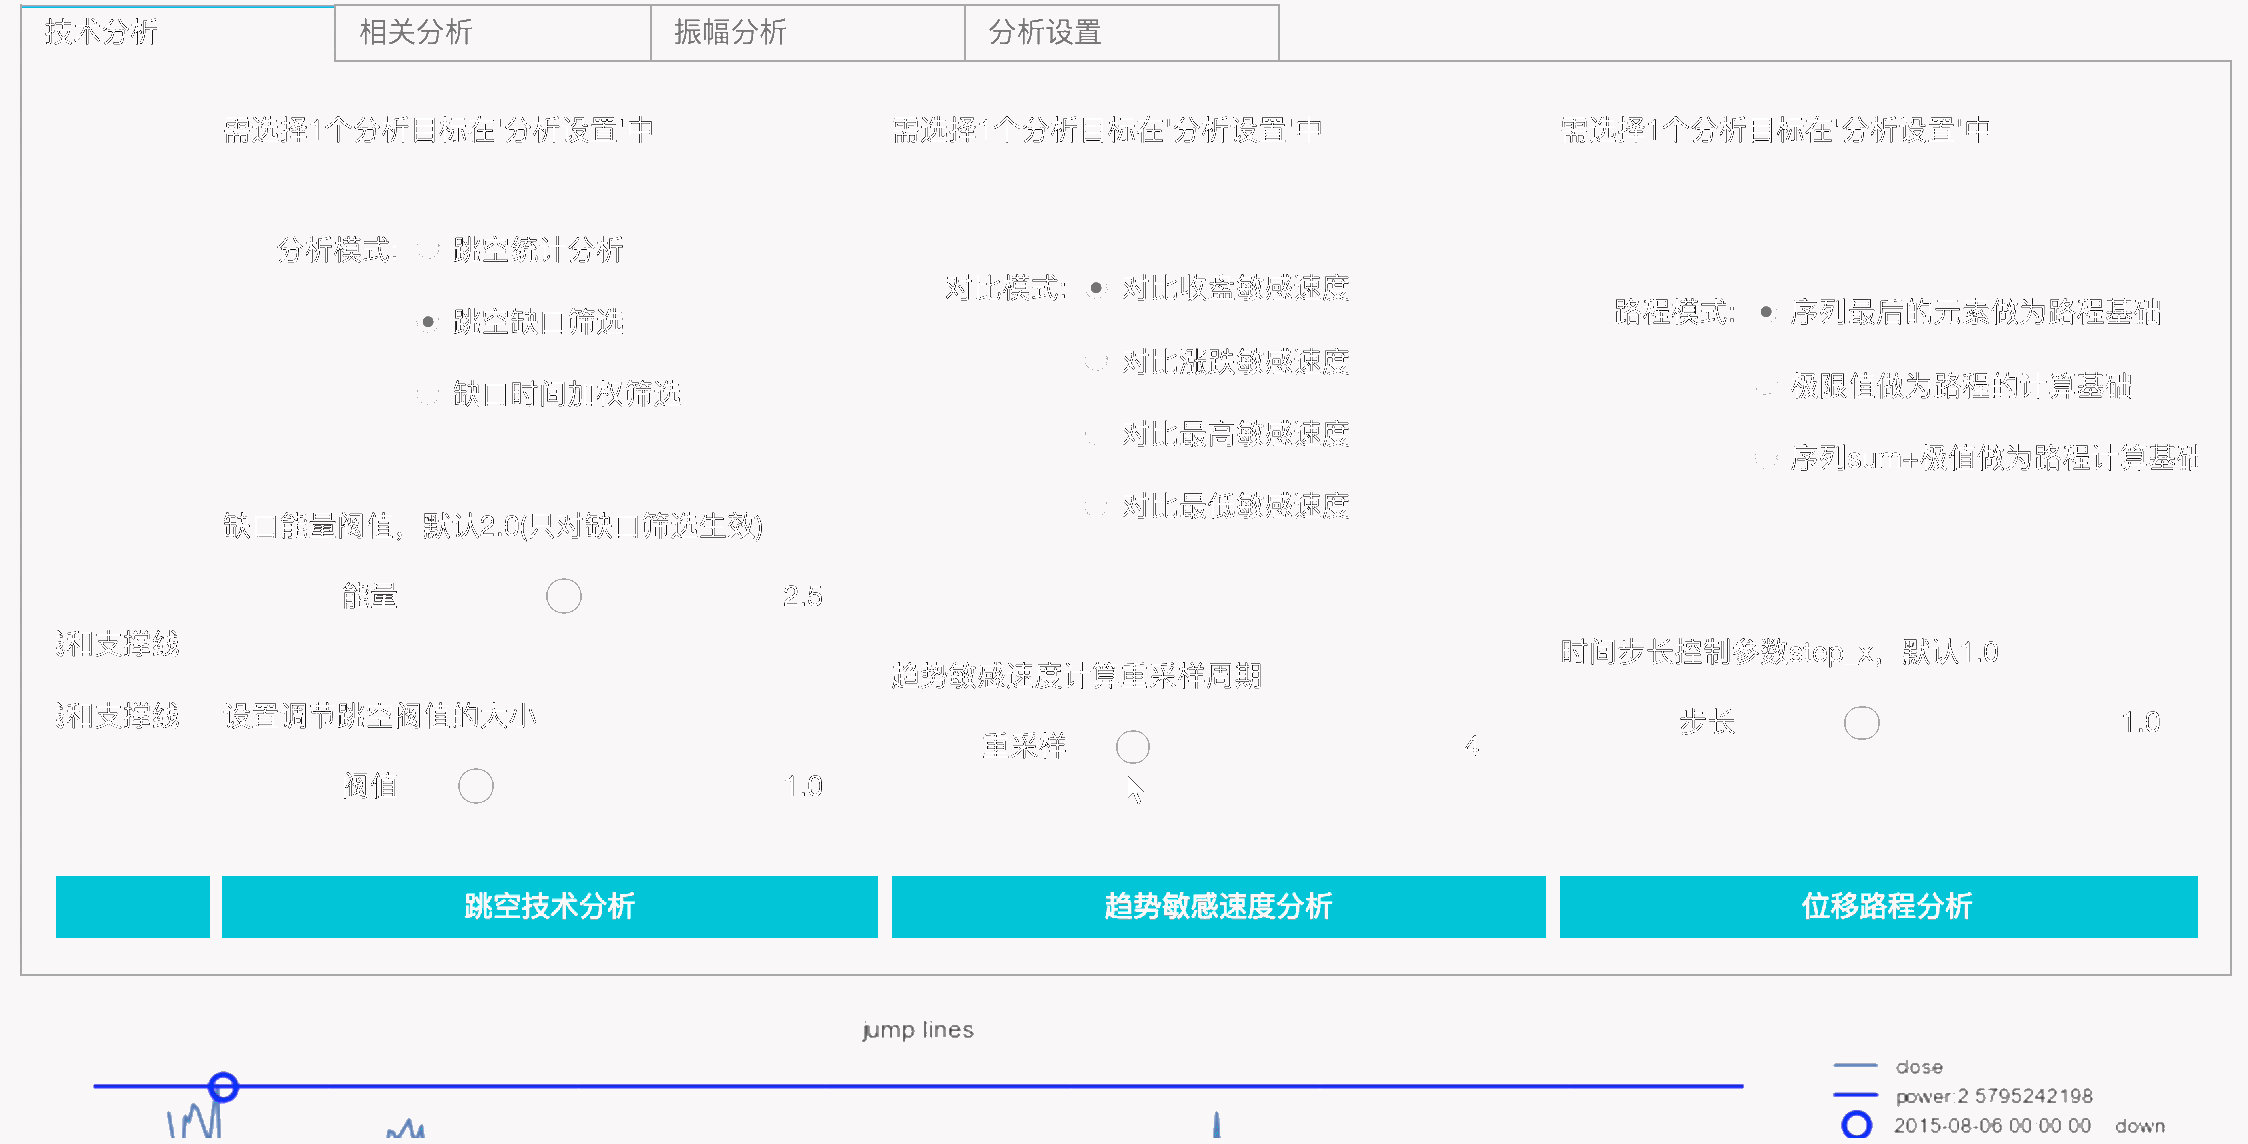 技术分析
相关分析
振幅分析
分析设置
需选择1个分析目标在'分析设置'中
分析模式:
跳空统计分析
跳空缺口筛选
缺口时间加权筛选
缺口能量阀值，默认2.0(只对缺口筛选生效)
能量
2.5
和支撑线
和支撑线
设置调节跳空阀值的大小
阀值
1.0
跳空技术分析
需选择1个分析目标在'分析设置'中
对比模式:
对比收盘敏感速度
对比涨跌敏感速度
对比最高敏感速度
对比最低敏感速度
趋势敏感速度计算重采样周期
重采样
4
趋势敏感速度分析
需选择1个分析目标在'分析设置'中
路程模式:
序列最后的元素做为路程基础
极限值做为路程的计算基础
序列sum+极值做为路程计算基础
时间步长控制参数step_x，默认1.0
步长
1.0
位移路程分析
jump lines
close
power:2.5795242198
2015-08-06 00:00:00 down